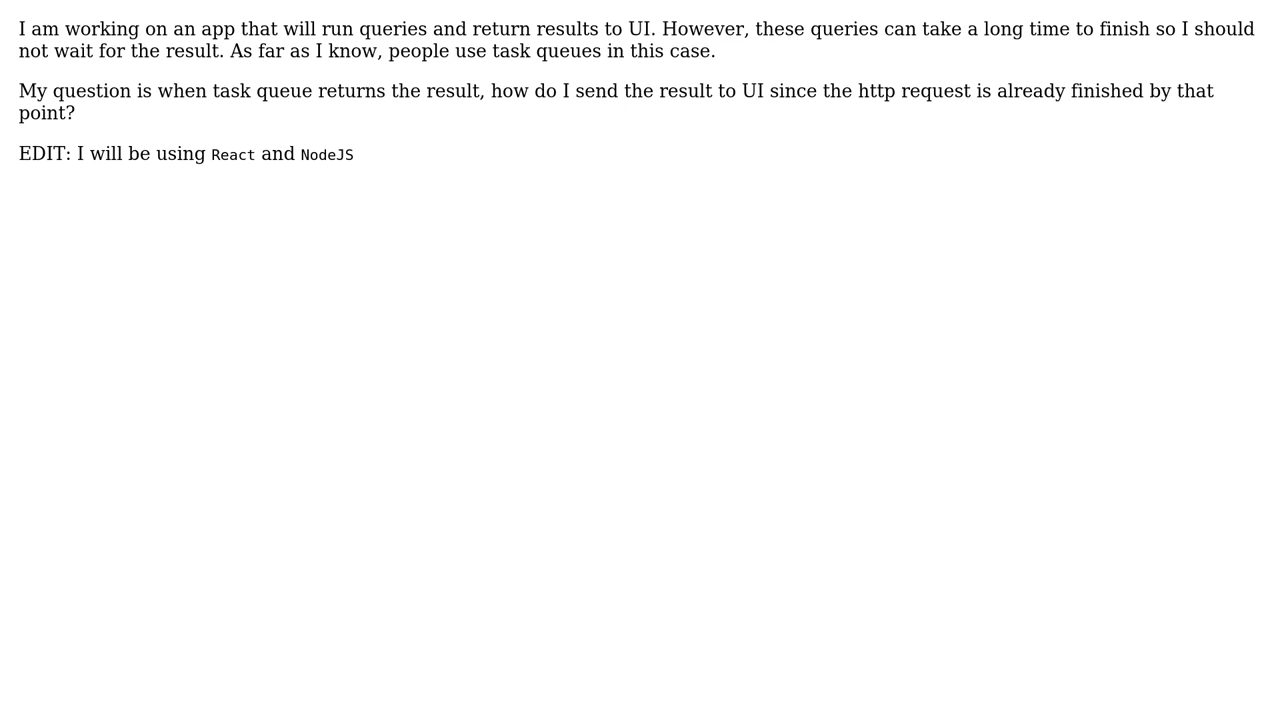 I am working on an app that will run queries and return results to UI. However, these queries can take a long time to finish so I should
not wait for the result. As far as I know, people use task queues in this case.
My question is when task queue returns the result, how do I send the result to UI since the http request is already finished by that
point?
EDIT: I will be using React and NodeJS